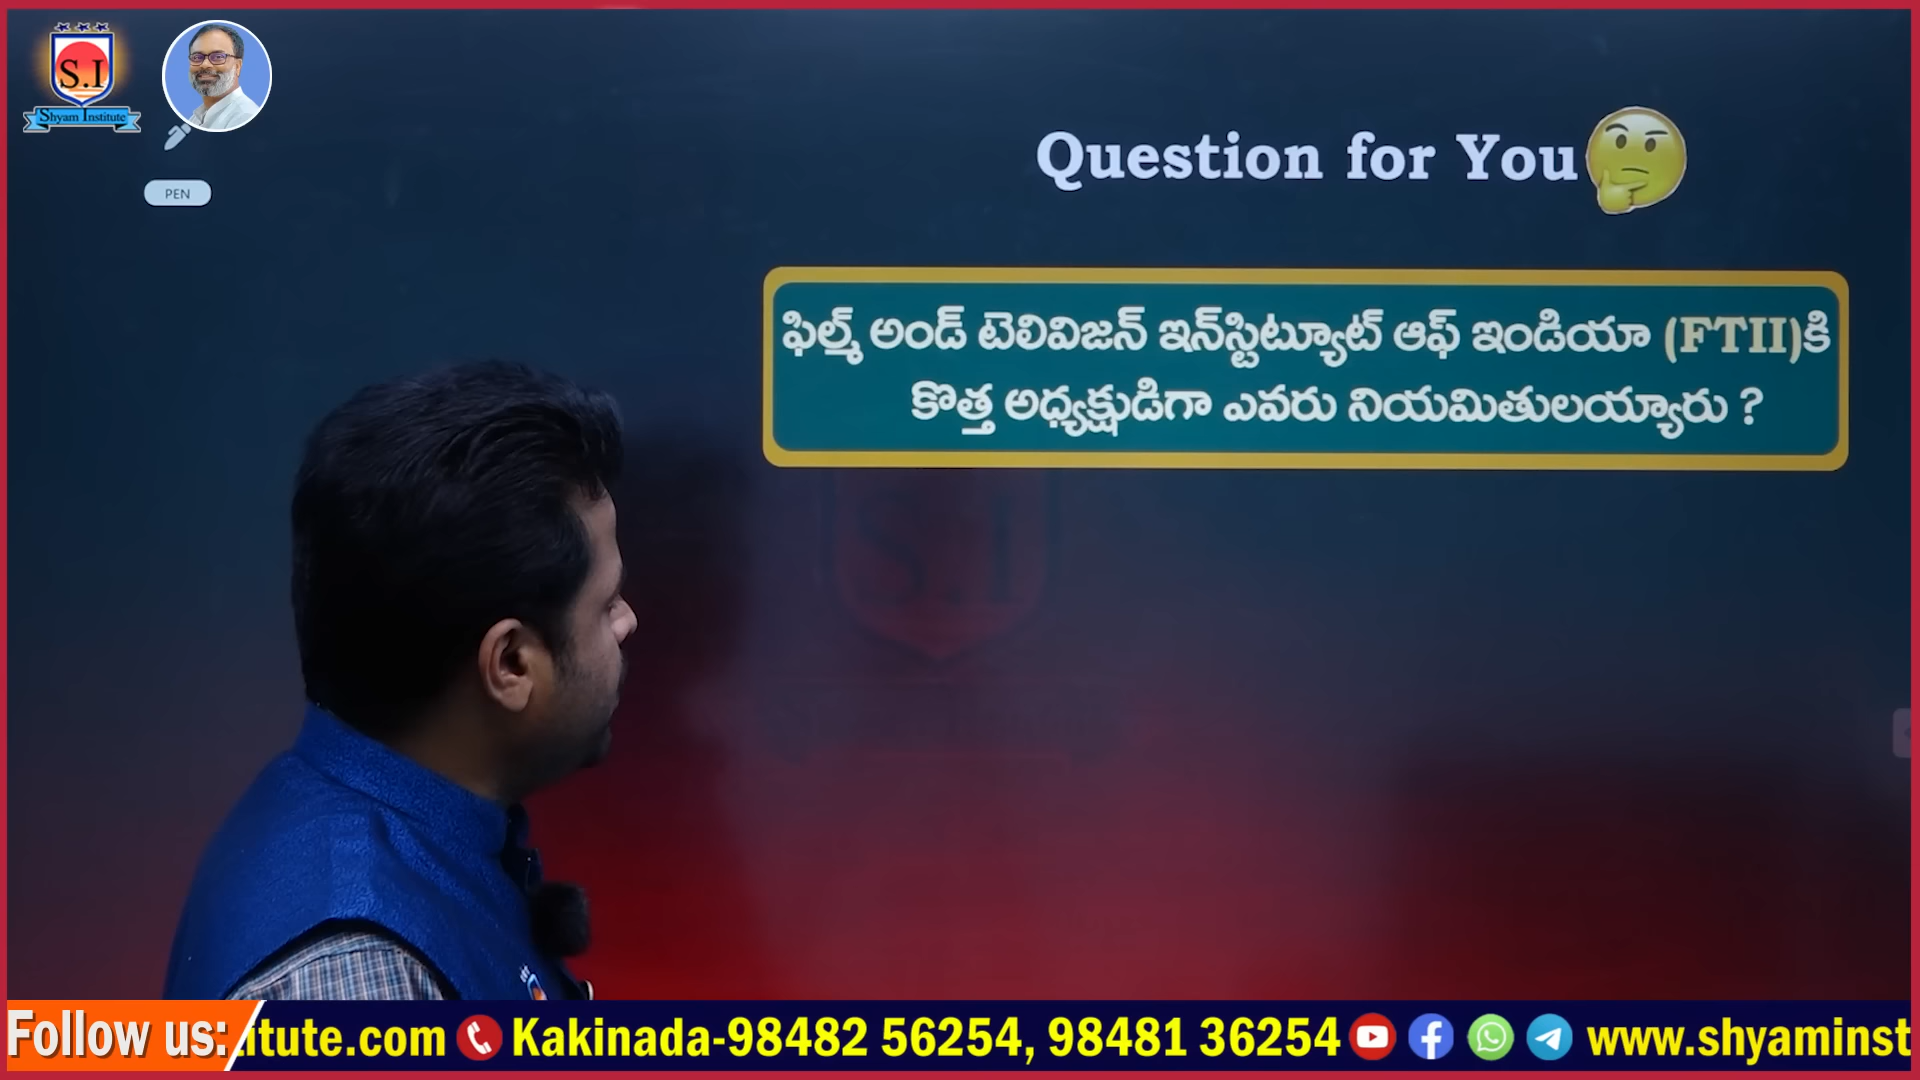 S.I
Shyam Institute
PEN
Question for You
ఫిల్మ్ అండ్ టెలివిజన్ ఇన్‌స్టిట్యూట్ ఆఫ్ ఇండియా (FTII)కి
కొత్త అధ్యక్షుడిగా ఎవరు నియమితులయ్యారు ?
S.I
Follow us: itute.com Kakinada-98482 56254, 98481 36254 www.shyaminst